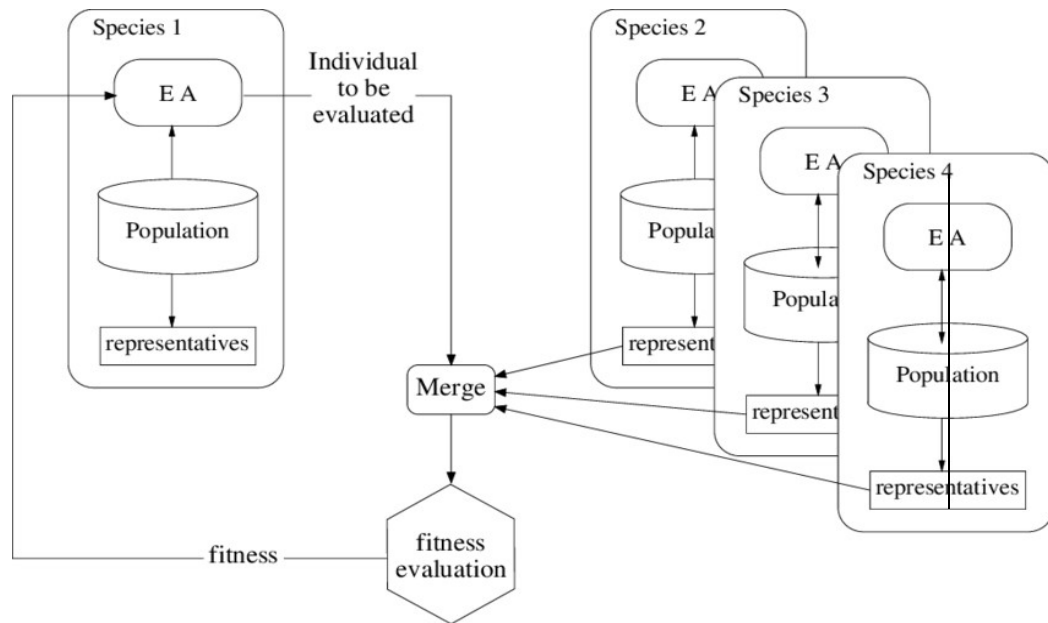 Species 1
E A
Population
representatives
Individual
to be
evaluated
Species 2
E A
Popula
represent
Species 3
E A
Popula
represent
Species 4
E A
Population
representatives
Merge
fitness
evaluation
fitness